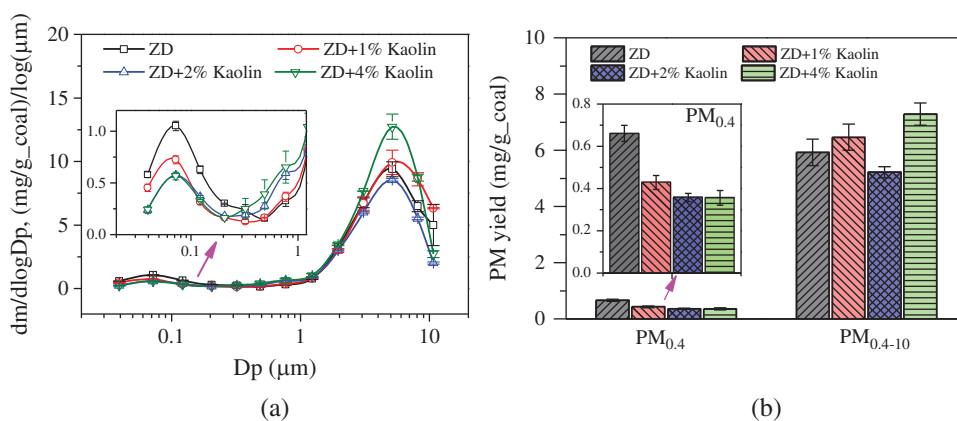 20
15
10
5
0
dm/dlogDp, (mg/g_coal)/log(μm)
ZD
ZD+1% Kaolin
ZD+2% Kaolin
ZD+4% Kaolin
1.0
0.5
0.0
0.1
1
0.1
1
10
Dp (μm)
(a)
10
8
6
4
2
0
PM yield (mg/g_coal)
ZD
ZD+1% Kaolin
ZD+2% Kaolin
ZD+4% Kaolin
0.8
0.6
0.4
0.2
0.0
PM0.4
PM0.4
PM0.4-10
(b)